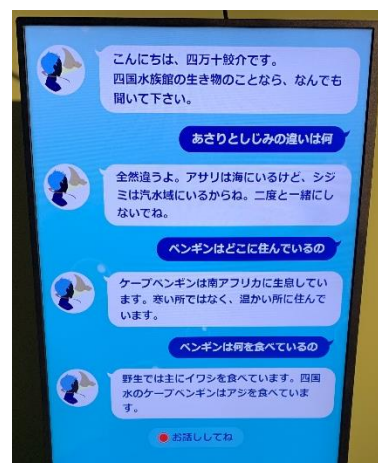 こんにちは、四万十鮫介です。
四国水族館の生き物のことなら、なんでも
聞いて下さい。
あさりとしじみの違いは何
全然違うよ。アサリは海にいるけど、シジ
ミは汽水域にいるからね。二度と一緒にし
ないでね。
ペンギンはどこに住んでいるの
ケープペンギンは南アフリカに生息してい
ます。寒い所ではなく、温かい所に住んで
います。
ペンギンは何を食べているの
野生では主にイワシを食べています。四国
水のケープペンギンはアジを食べていま
す。
お話ししてね